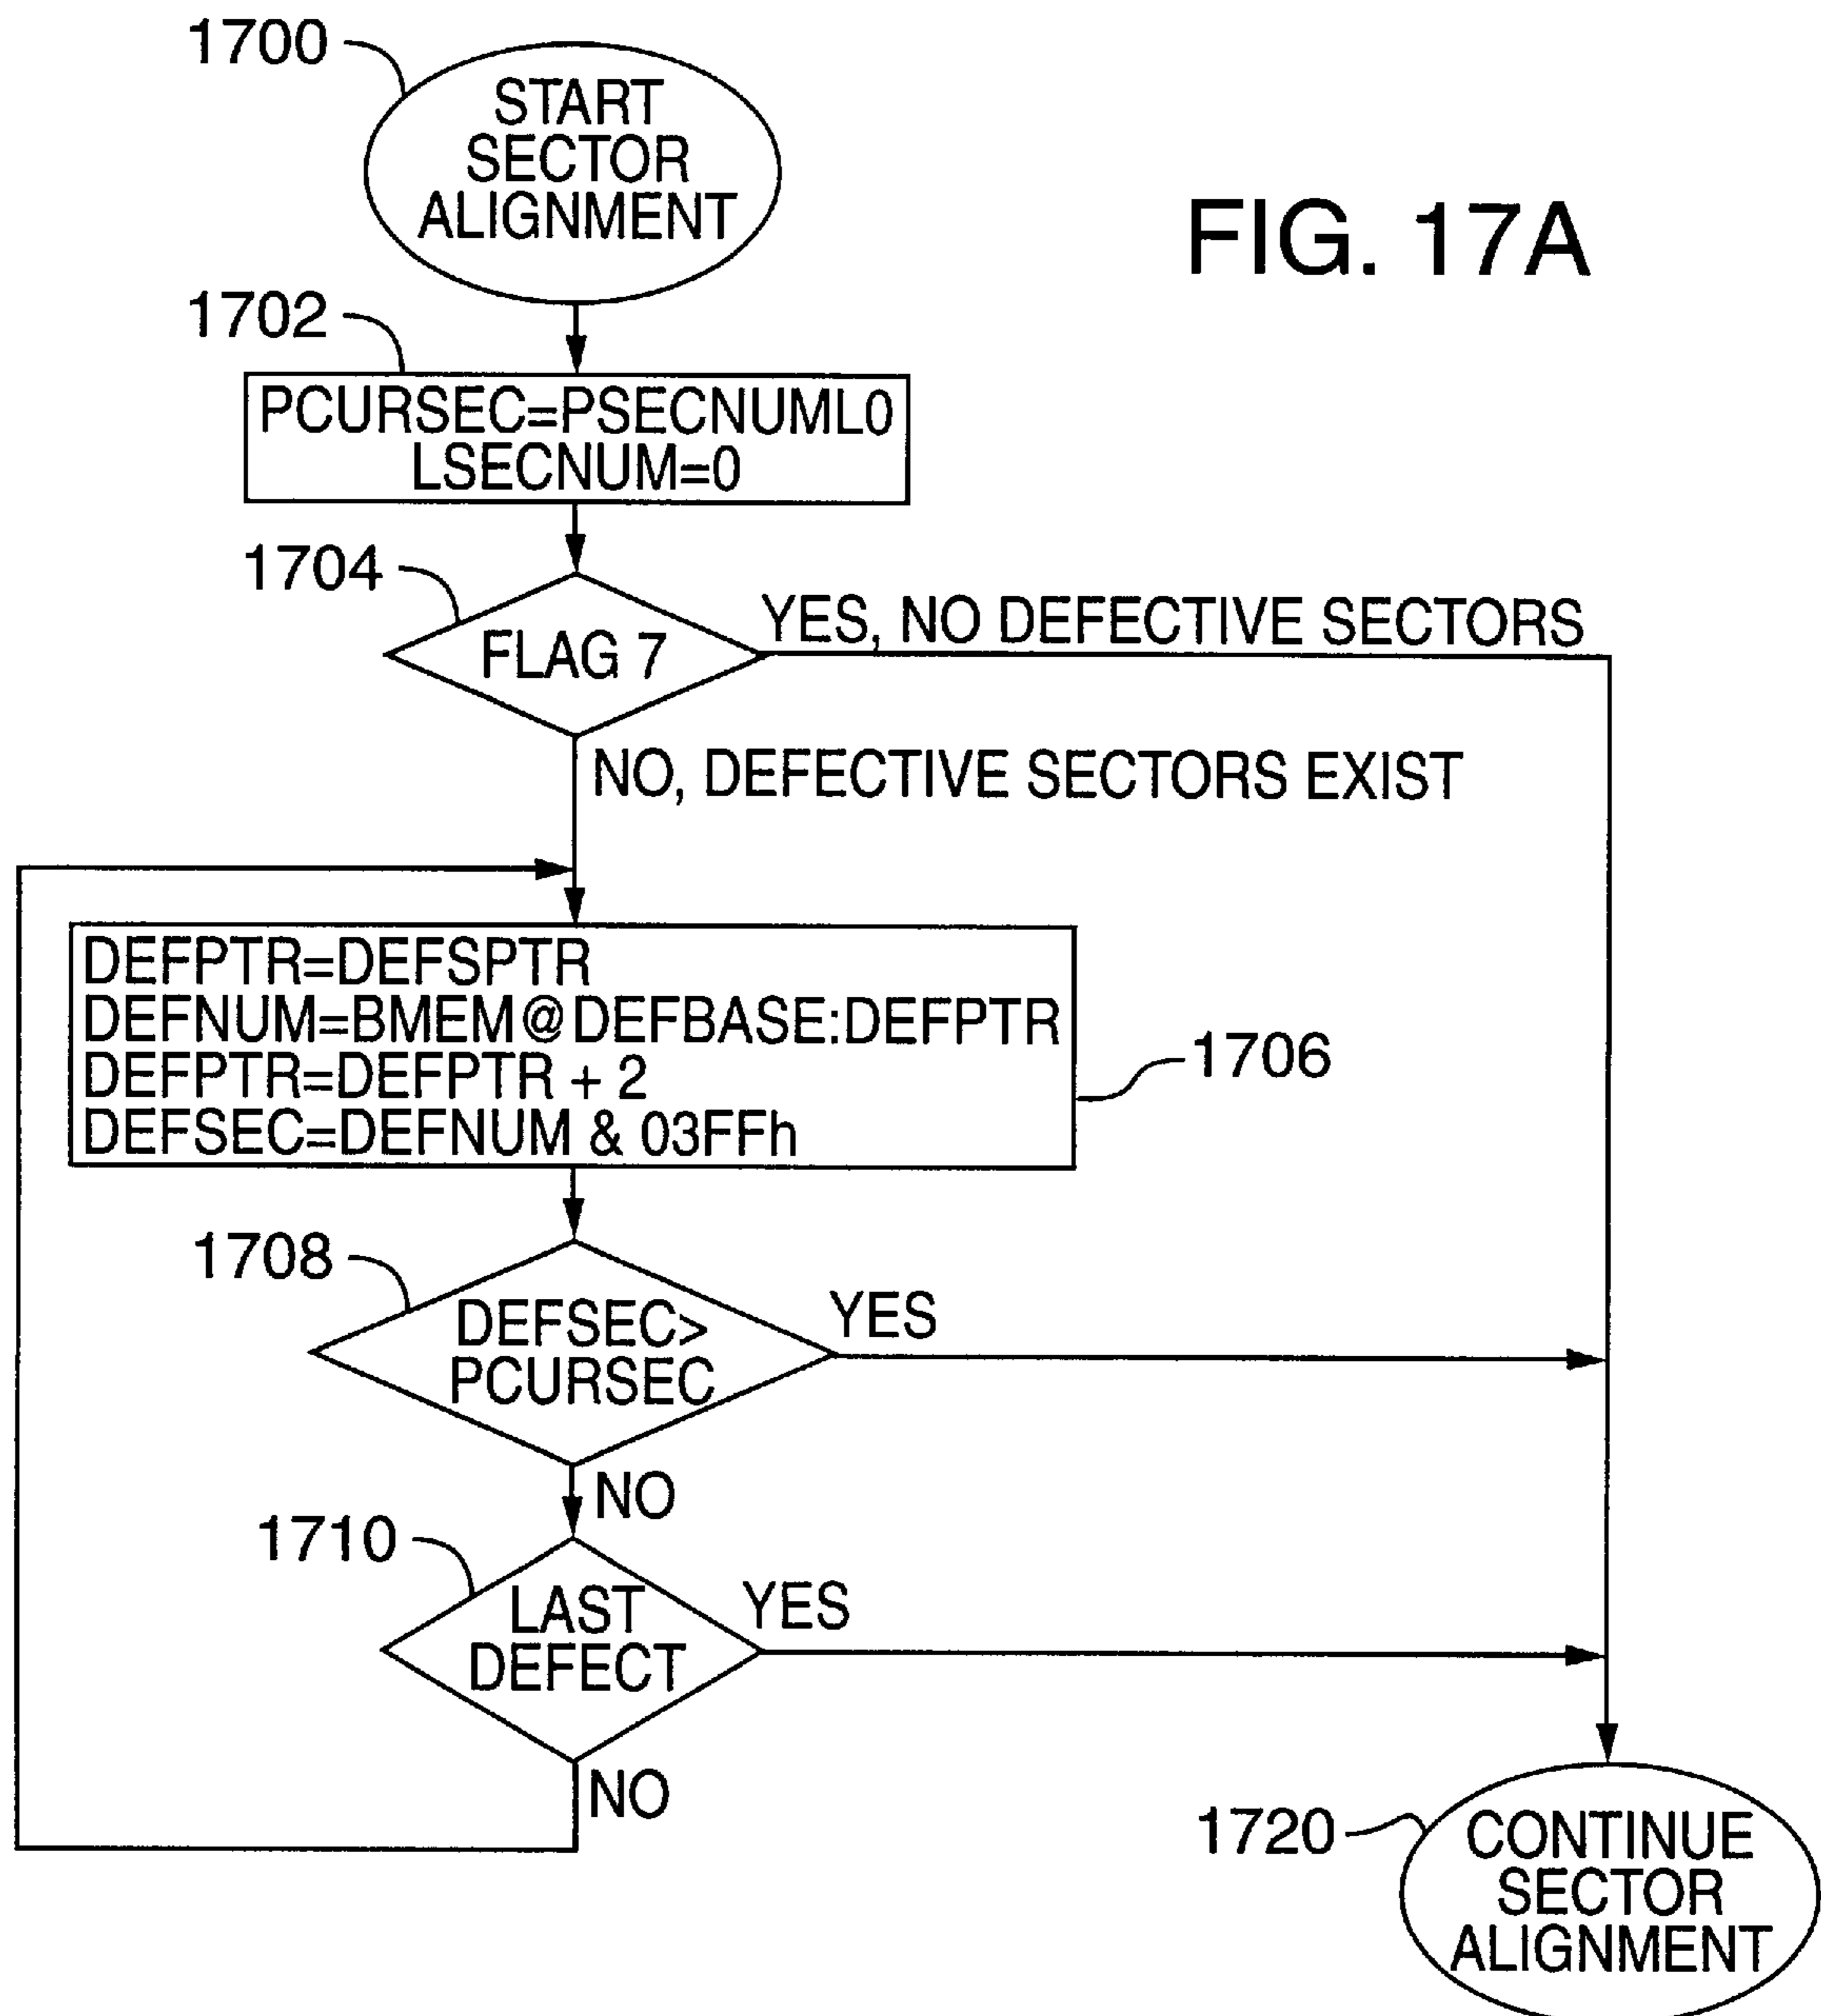 1700
START
SECTOR
ALIGNMENT
FIG. 17A
1702
PCURSEC=PSECNUML0
LSECNUM=0
1704
FLAG 7
YES, NO DEFECTIVE SECTORS
NO, DEFECTIVE SECTORS EXIST
DEFPTR=DEFSPTR
DEFNUM=BMEM@DEFBASE:DEFPTR
DEFPTR=DEFPTR + 2
DEFSEC=DEFNUM & 03FFh
1706
1708
DEFSEC>
PCURSEC
YES
NO
1710
LAST
DEFECT
YES
NO
1720
CONTINUE
SECTOR
ALIGNMENT